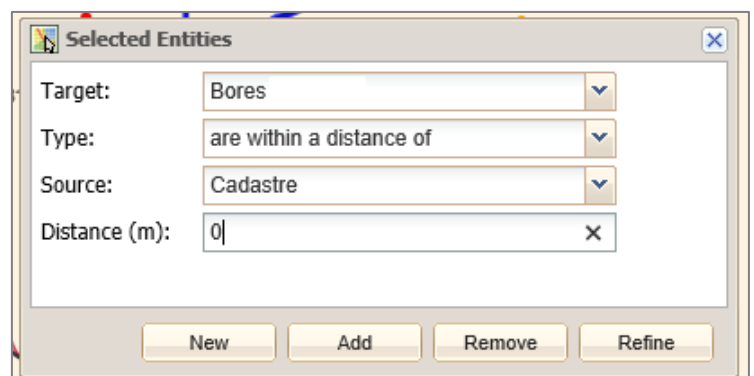 Selected Entities
Target: Bores
Type: are within a distance of
Source: Cadastre
Distance (m): 0
New Add Remove Refine